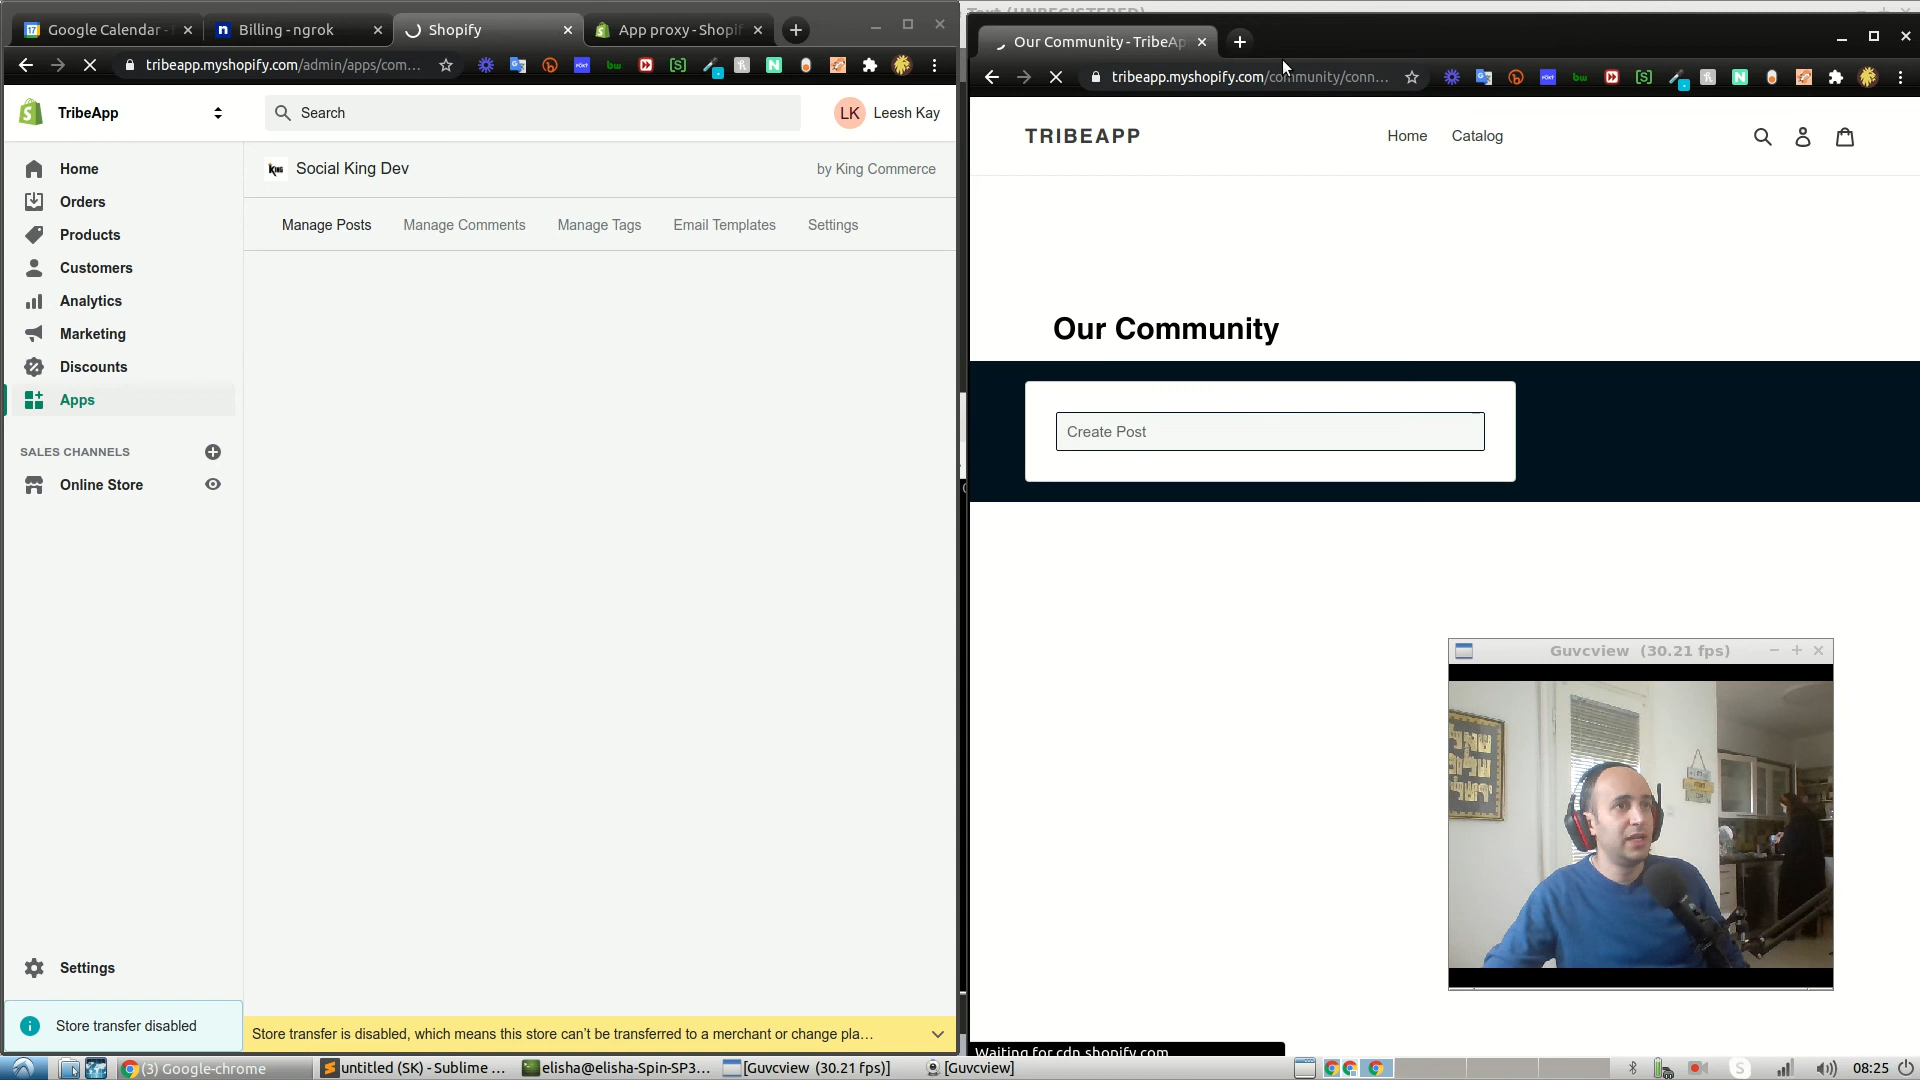 Google Calendar -
Billing - ngrok
Shopify
App proxy - Shopif
tribeapp.myshopify.com/admin/apps/com...
TribeApp
Search
LK
Leesh Kay
Home
Orders
Products
Customers
Analytics
Marketing
Discounts
Apps
SALES CHANNELS
Online Store
Settings
Store transfer disabled
Social King Dev
by King Commerce
Manage Posts
Manage Comments
Manage Tags
Email Templates
Settings
Store transfer is disabled, which means this store can't be transferred to a merchant or change pla...
Text (UNREGISTERED)
Our Community - TribeAp
tribeapp.myshopify.com/community/conn...
TRIBEAPP
Home
Catalog
Our Community
Create Post
Guvcview (30.21 fps)
Waiting for cdn.shopify.com
(3) Google-chrome
untitled (SK) - Sublime ...
elisha@elisha-Spin-SP3...
[Guvcview (30.21 fps)]
[Guvcview]
08:25